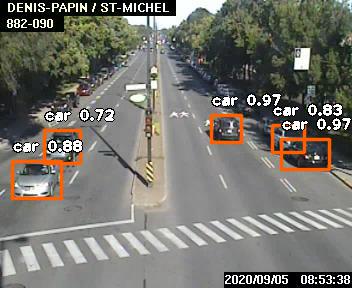 DENIS-PAPIN / ST-MICHEL
882-090
car 0.97
car 0.83
car 0.72
car 0.97
car 0.88
2020/09/05 08:53:38